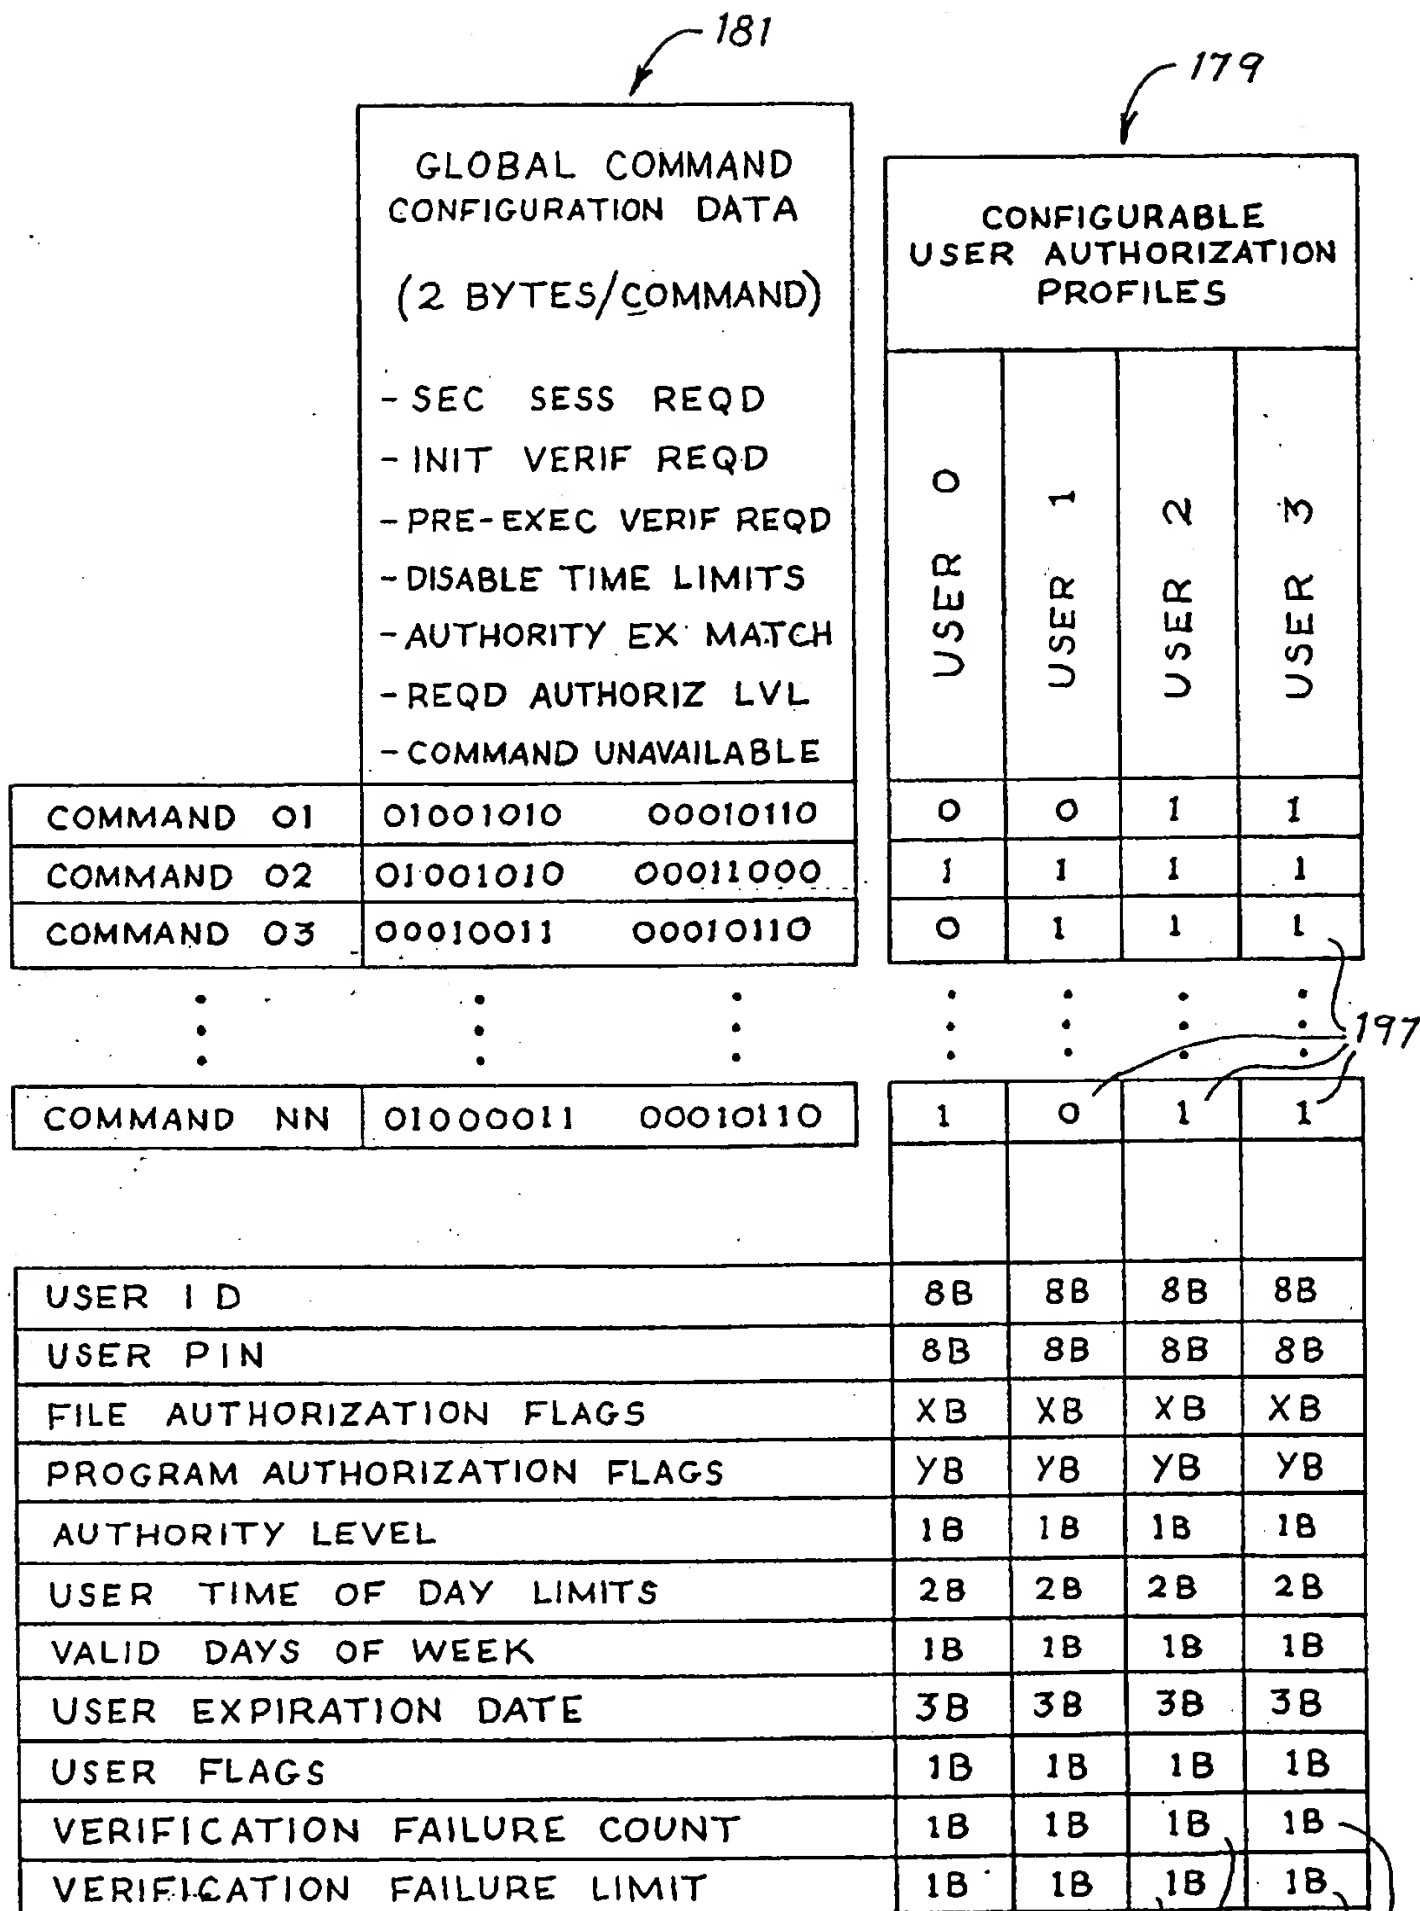 181
179
GLOBAL COMMAND
CONFIGURATION DATA
(2 BYTES/COMMAND)
- SEC SESS REQD
- INIT VERIF REQD
- PRE-EXEC VERIF REQD
- DISABLE TIME LIMITS
- AUTHORITY EX MATCH
- REQD AUTHORIZ LVL
- COMMAND UNAVAILABLE
CONFIGURABLE
USER AUTHORIZATION
PROFILES
USER 0
USER 1
USER 2
USER 3
COMMAND 01 01001010 00010110 0 0 1 1
COMMAND 02 01001010 00011000 1 1 1 1
COMMAND 03 00010011 00010110 0 1 1 1
197
COMMAND NN 01000011 00010110 1 0 1 1
USER ID 8B 8B 8B 8B
USER PIN 8B 8B 8B 8B
FILE AUTHORIZATION FLAGS XB XB XB XB
PROGRAM AUTHORIZATION FLAGS YB YB YB YB
AUTHORITY LEVEL 1B 1B 1B 1B
USER TIME OF DAY LIMITS 2B 2B 2B 2B
VALID DAYS OF WEEK 1B 1B 1B 1B
USER EXPIRATION DATE 3B 3B 3B 3B
USER FLAGS 1B 1B 1B 1B
VERIFICATION FAILURE COUNT 1B 1B 1B 1B
VERIFICATION FAILURE LIMIT 1B 1B 1B 1B